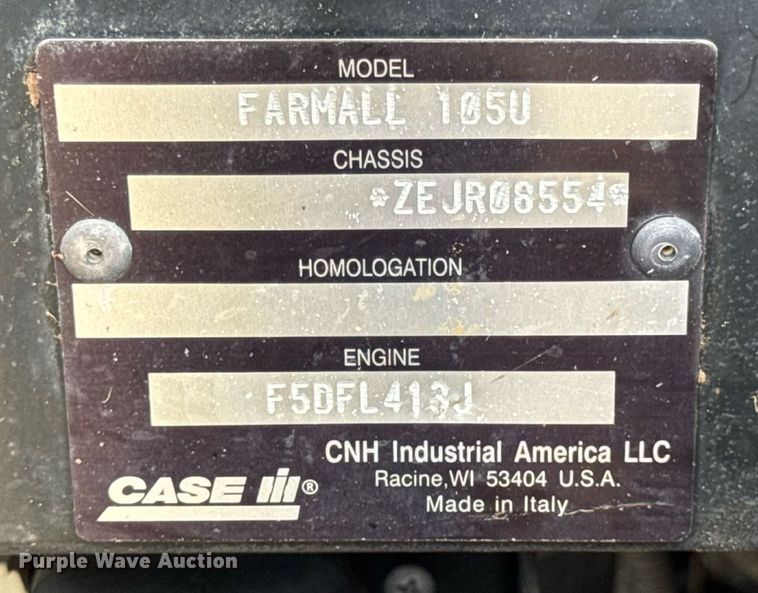 MODEL
FARMALL 105U
CHASSIS
*ZEJR08554*
HOMOLOGATION
ENGINE
F5DFL413J
CNH Industrial America LLC
Racine,WI 53404 U.S.A.
Made in Italy
CASE IH®
Purple Wave Auction